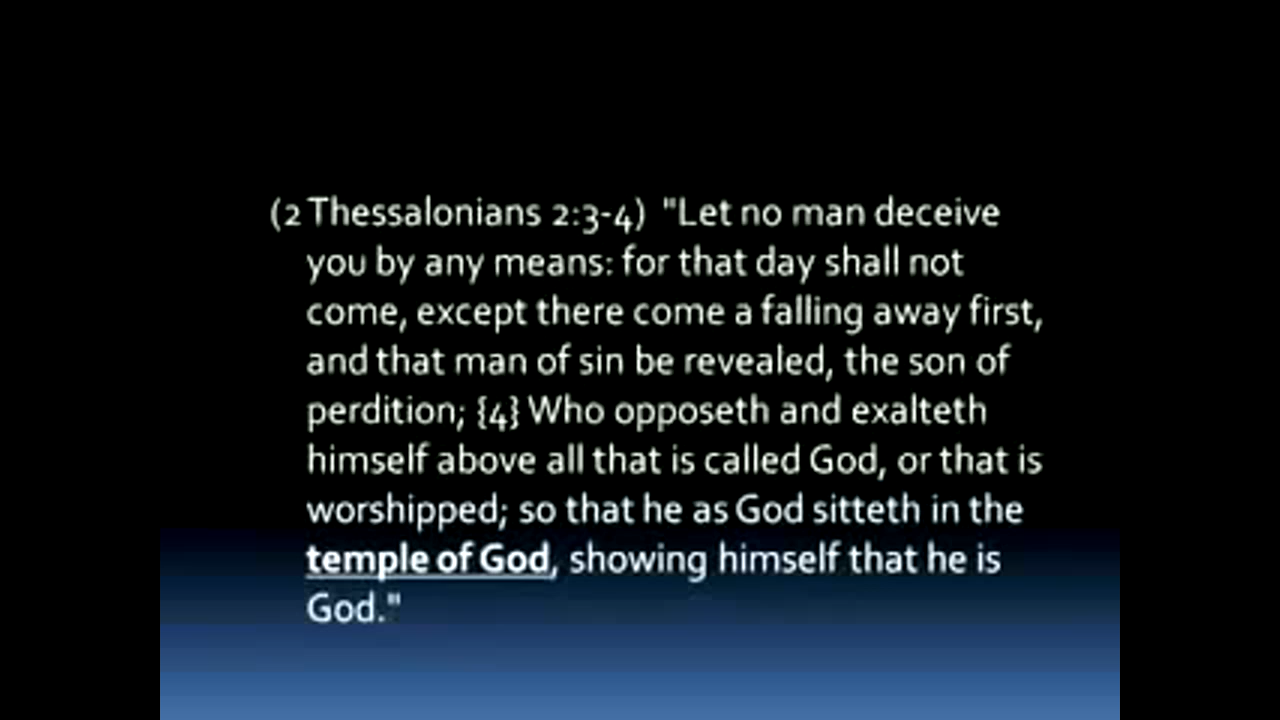 (2 Thessalonians 2:3-4)  "Let no man deceive
you by any means: for that day shall not
come, except there come a falling away first,
and that man of sin be revealed, the son of
perdition; {4} Who opposeth and exalteth
himself above all that is called God, or that is
worshipped; so that he as God sitteth in the
temple of God, showing himself that he is
God."